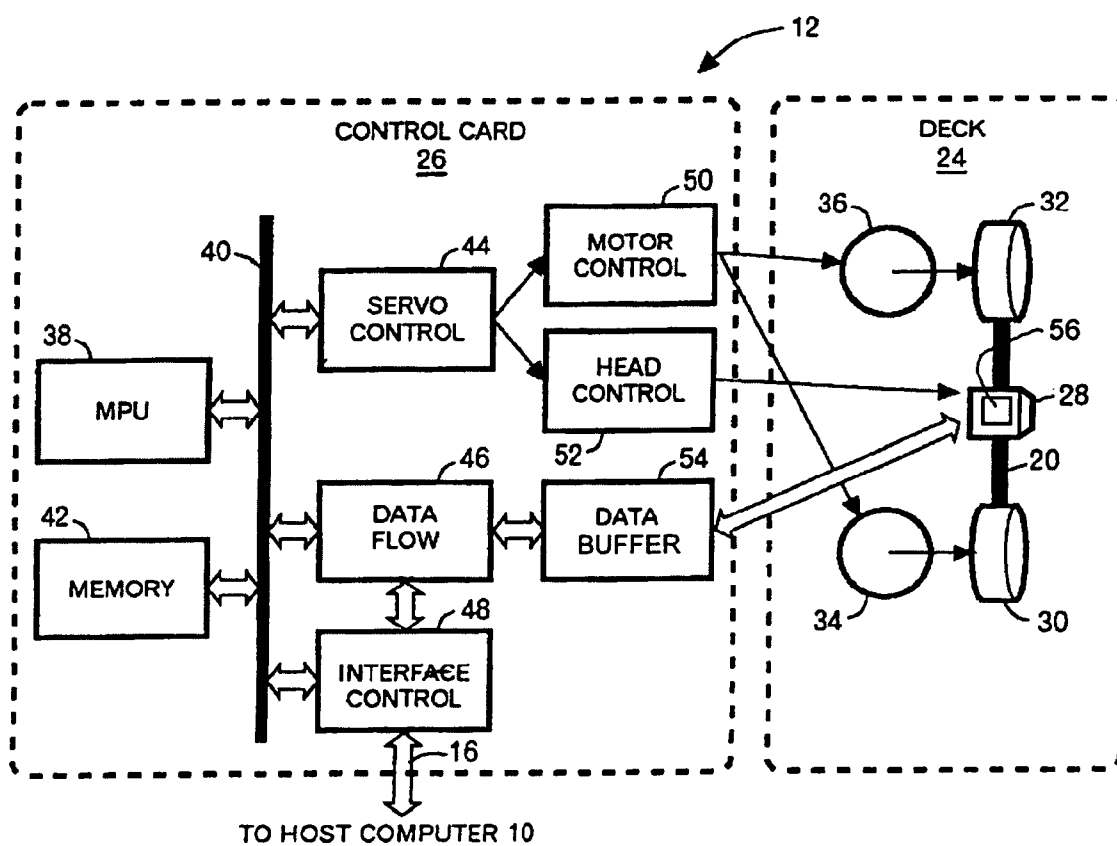 12
CONTROL CARD
26
DECK
24
50
36
32
40
44
MOTOR
CONTROL
SERVO
CONTROL
38
56
MPU
HEAD
CONTROL
28
52
20
46
54
42
DATA
FLOW
DATA
BUFFER
MEMORY
48
34
30
INTERFACE
CONTROL
16
TO HOST COMPUTER 10